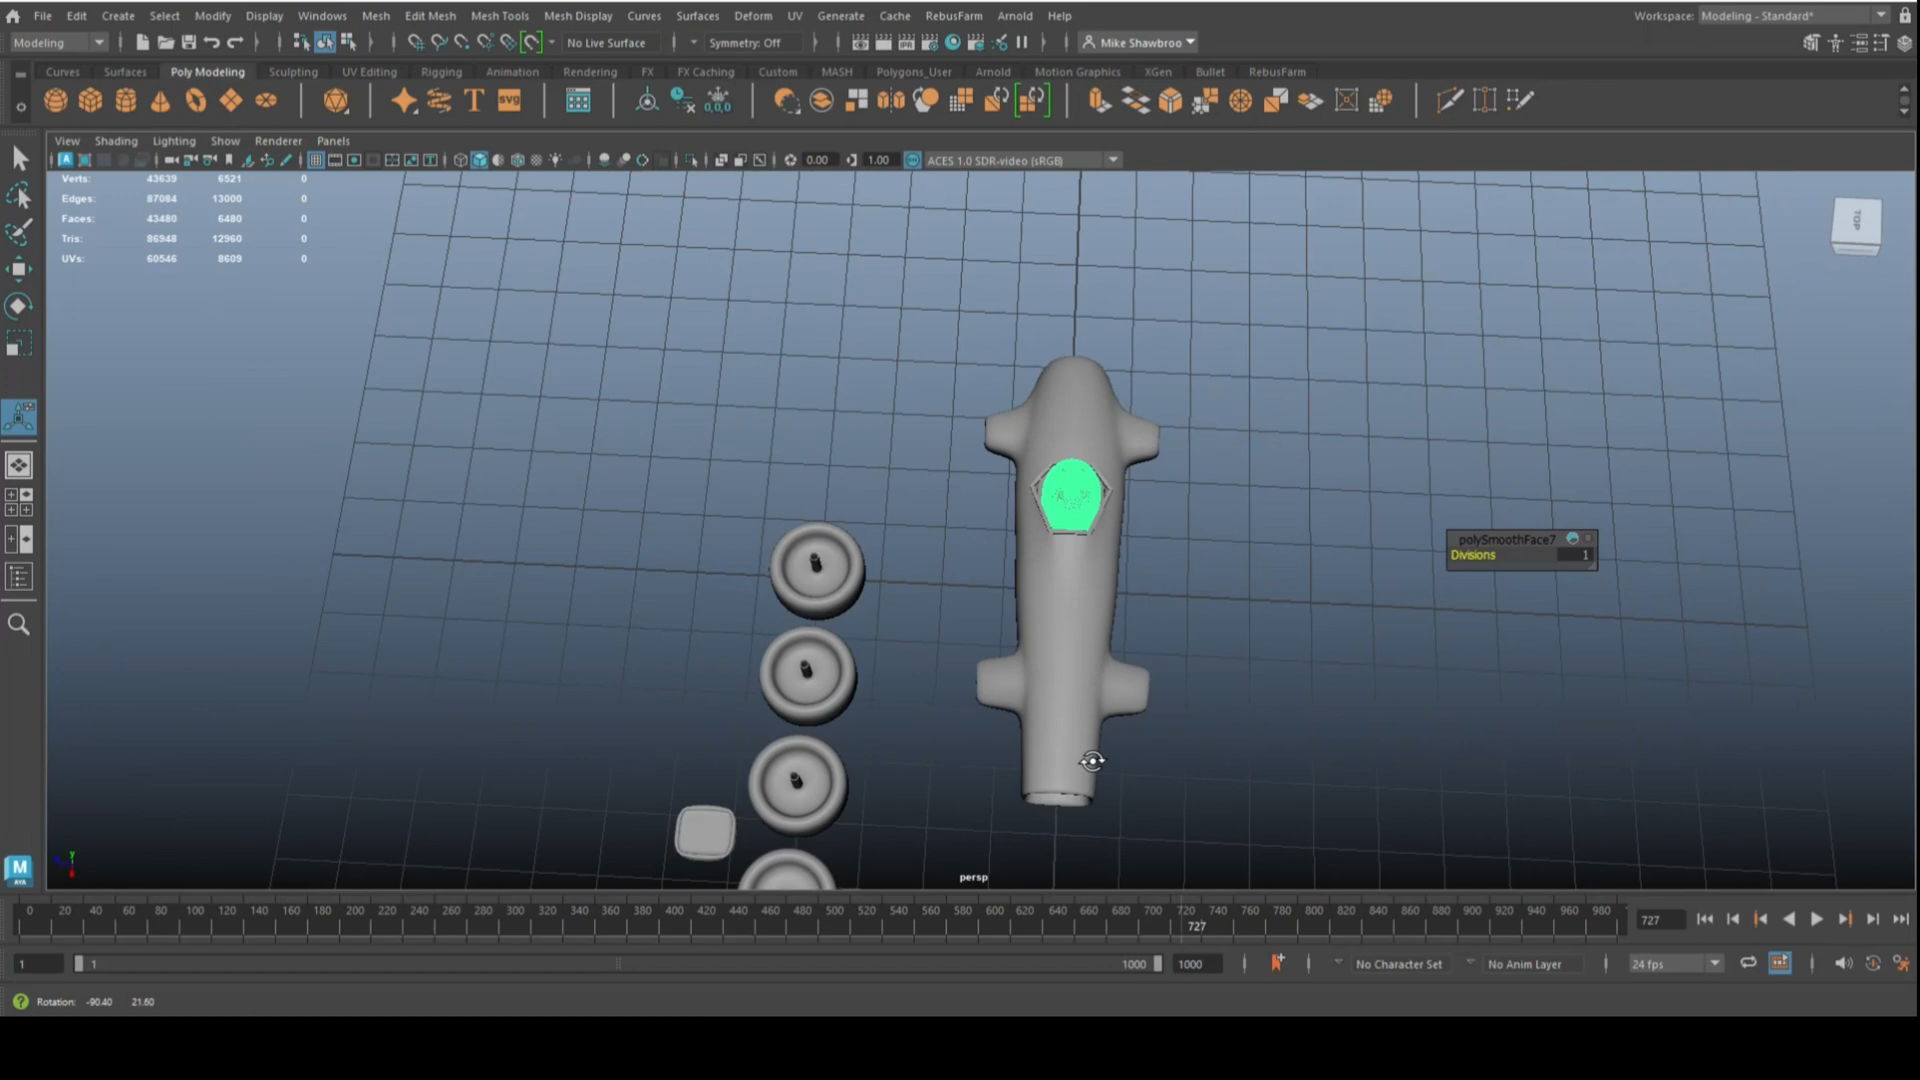 File Edit Create Select Modify Display Windows Mesh Edit Mesh Mesh Tools Mesh Display Curves Surfaces Deform UV Generate Cache RebusFarm Arnold Help Workspace: Modeling - Standard*
Modeling No Live Surface Symmetry: Off Mike Shawbroo
Curves Surfaces Poly Modeling Sculpting UV Editing Rigging Animation Rendering FX FX Caching Custom MASH Polygons_User Arnold Motion Graphics XGen Bullet RebusFarm
T SVG 0,0,0
View Shading Lighting Show Renderer Panels
0.00 1.00 ACES 1.0 SDR-video (sRGB)
Verts: 43639 6521 0
Edges: 87084 13000 0
Faces: 43480 6480 0
Tris: 86948 12960 0
UVs: 60546 8609 0
TOP
polySmoothFace7
Divisions 1
M
AYA
y
persp
0 20 40 60 80 100 120 140 160 180 200 220 240 260 280 300 320 340 360 380 400 420 440 460 480 500 520 540 560 580 600 620 640 660 680 700 720 740 760 780 800 820 840 860 880 900 920 940 960 980
727 727
1 1 1000 1000 No Character Set No Anim Layer 24 fps
Rotation: -90.40 21.60